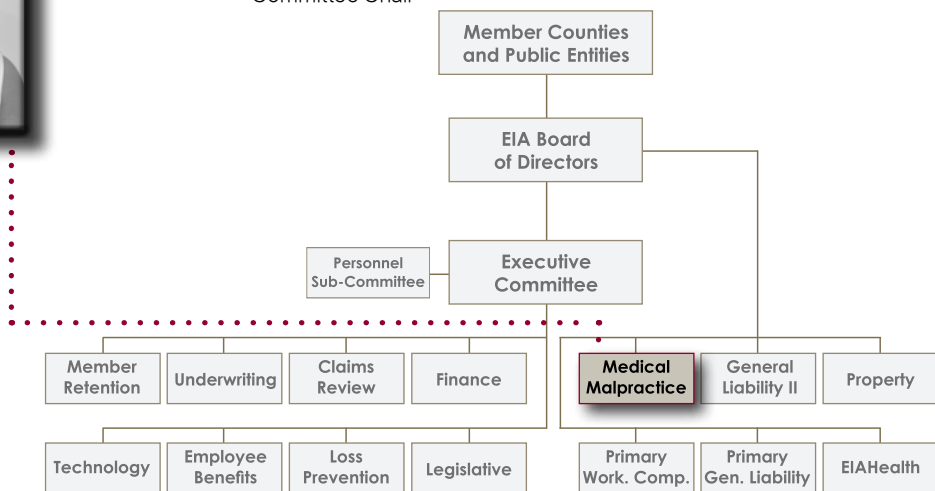 Committee Chair
Member Counties
and Public Entities
EIA Board
of Directors
Executive
Committee
Personnel
Sub-Committee
Member
Retention
Underwriting
Claims
Review
Finance
Medical
Malpractice
General
Liability II
Property
Technology
Employee
Benefits
Loss
Prevention
Legislative
Primary
Work. Comp.
Primary
Gen. Liability
EIAHealth